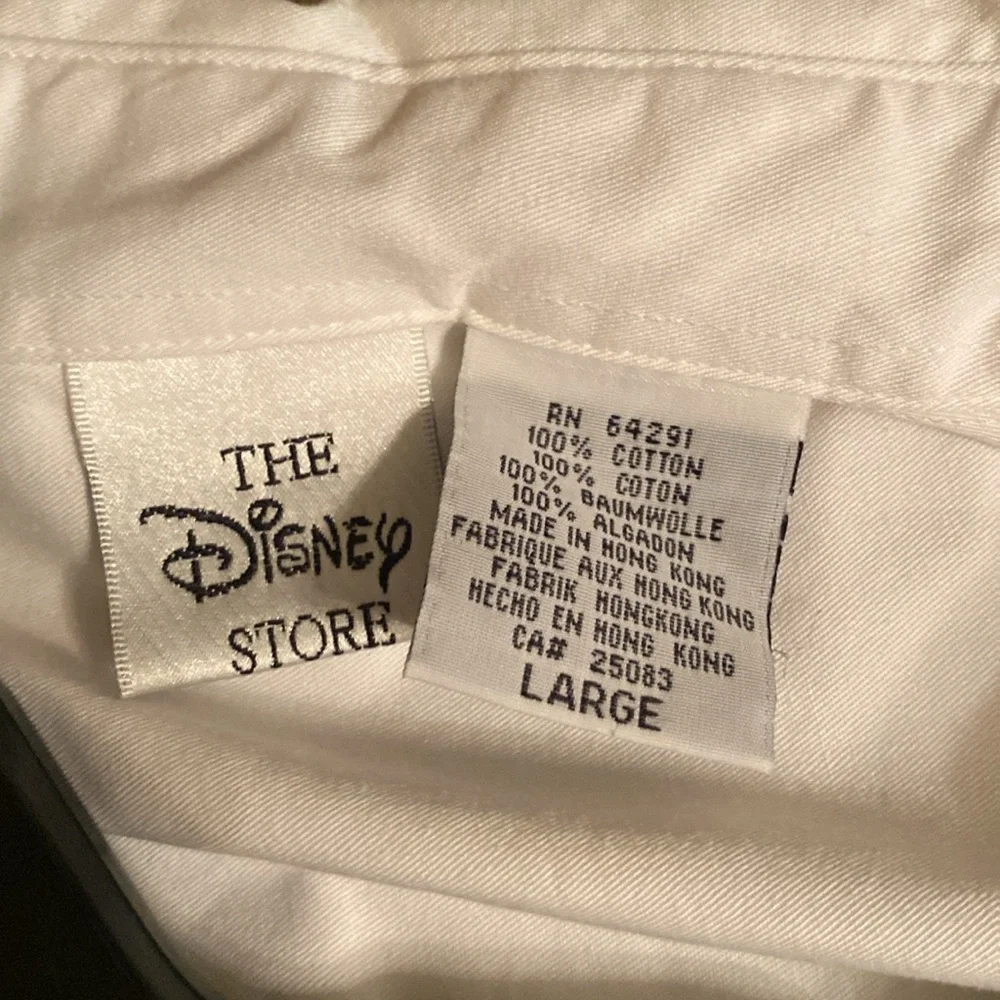 THE
DISNEY
STORE
RN 64291
100% COTTON
100% COTON
100% BAUMWOLLE
100% ALGADON
MADE IN HONG KONG
FABRIQUE AUX HONG KONG
FABRIK HONGKONG
HECHO EN HONG KONG
CA# 25083
LARGE